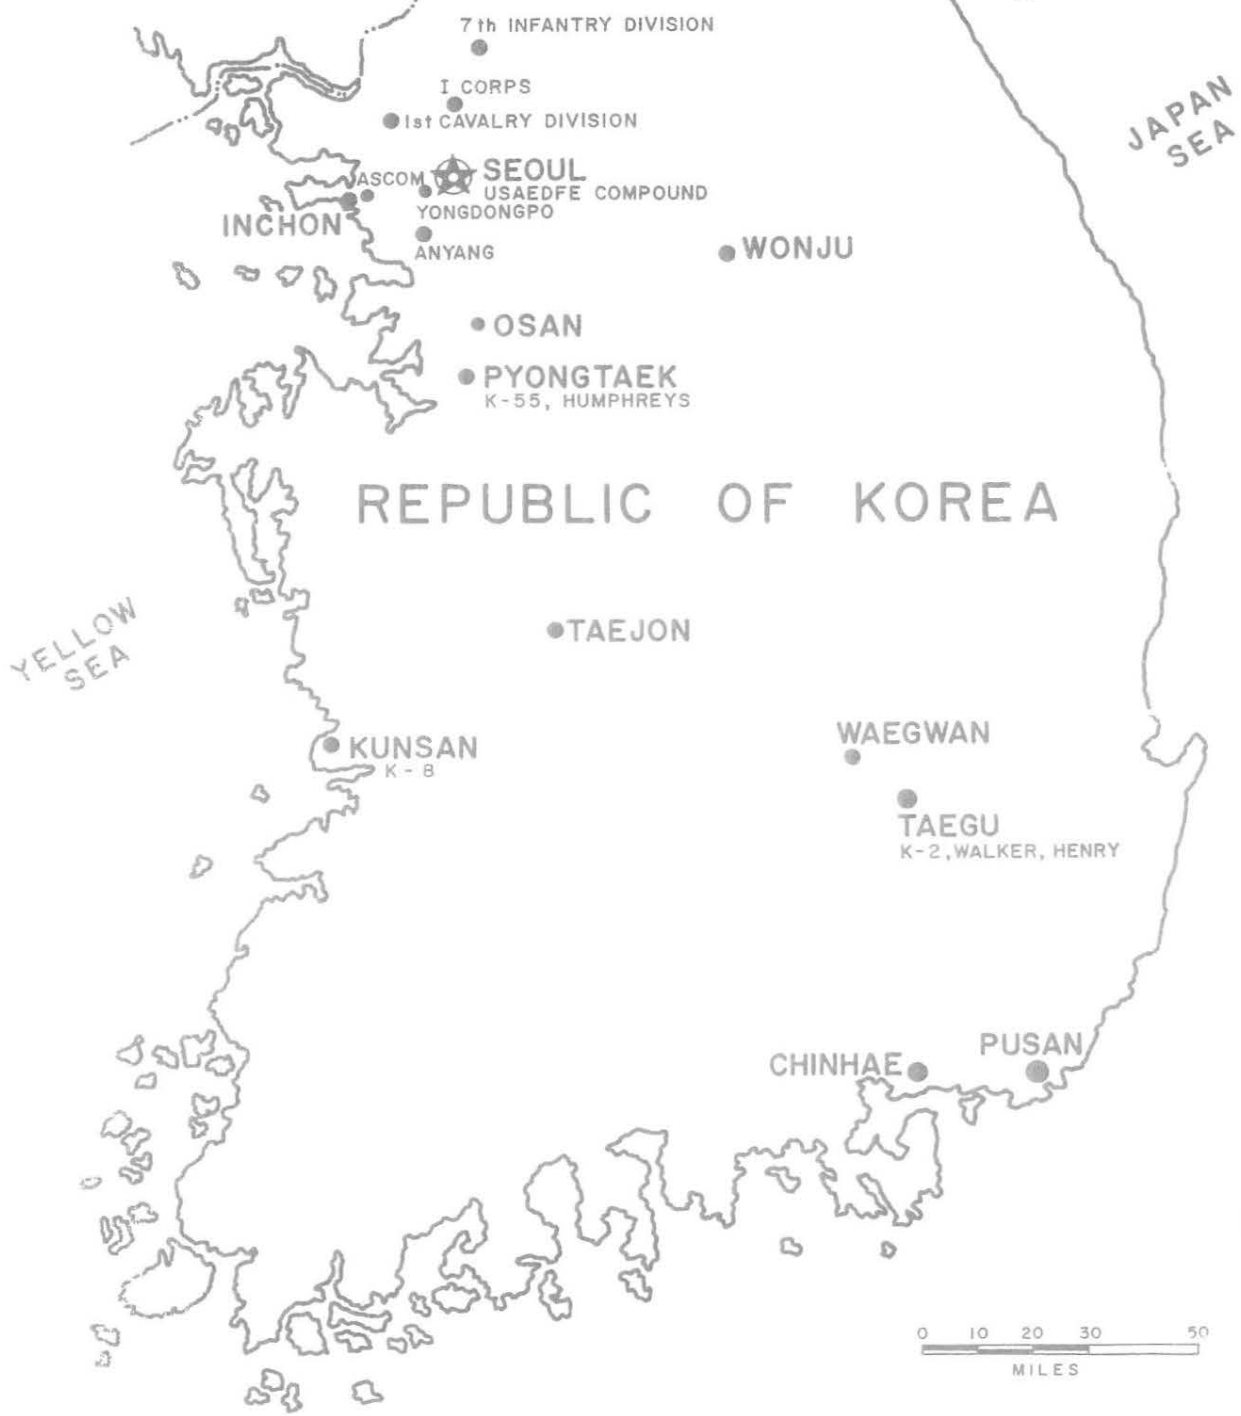 7th INFANTRY DIVISION
I CORPS
1st CAVALRY DIVISION
JAPAN
SEA
ASCOM
SEOUL
USAEDFE COMPOUND
YONGDONGPO
INCHON
ANYANG
WONJU
OSAN
PYONGTAEK
K-55, HUMPHREYS
REPUBLIC OF KOREA
YELLOW
SEA
TAEJON
KUNSAN
K-8
WAEGWAN
TAEGU
K-2, WALKER, HENRY
CHINHAE
PUSAN
0 10 20 30 50
MILES